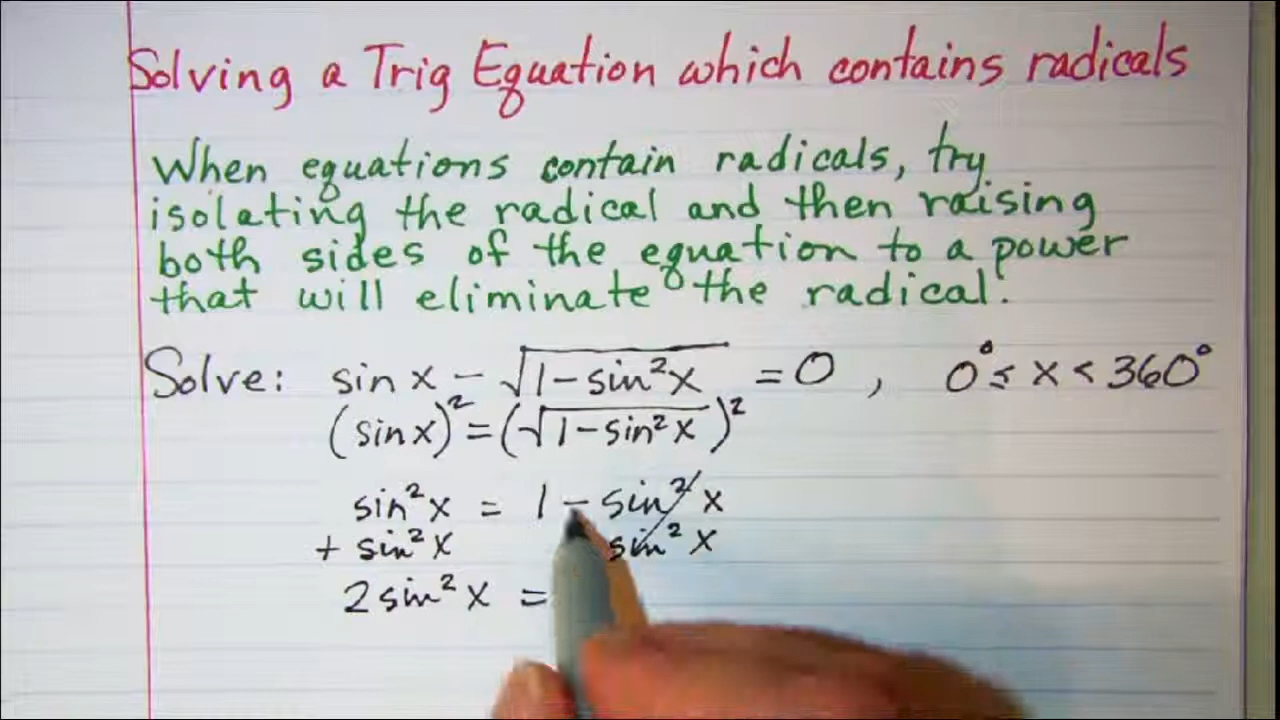 Solving a Trig Equation which contains radicals
When equations contain radicals, try
isolating the radical and then raising
both sides of the equation to a power
that will eliminate the radical.
Solve: sin x - √(1-sin²x) = 0 , 0° ≤ x < 360°
(sin x)² = (√(1-sin²x))²
sin²x = 1 - sin²x
+ sin²x sin²x
2 sin²x =